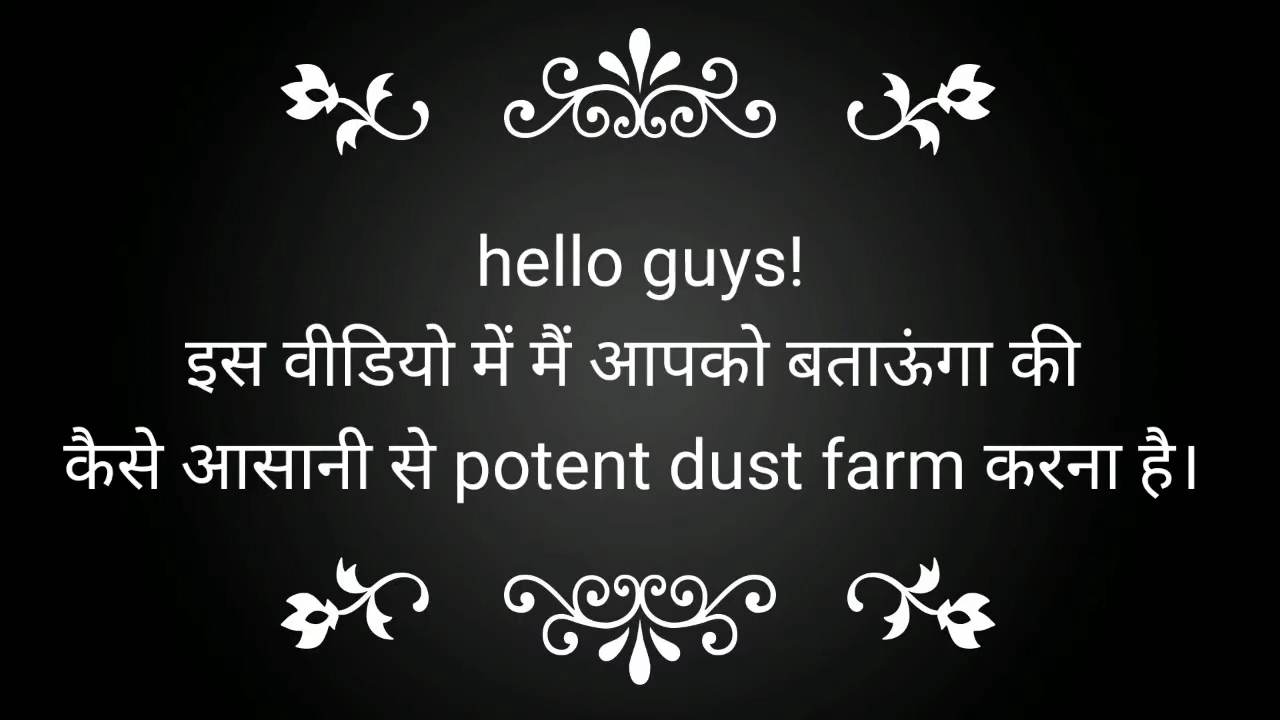 hello guys!
इस वीडियो में मैं आपको बताऊंगा की
कैसे आसानी से potent dust farm करना है।